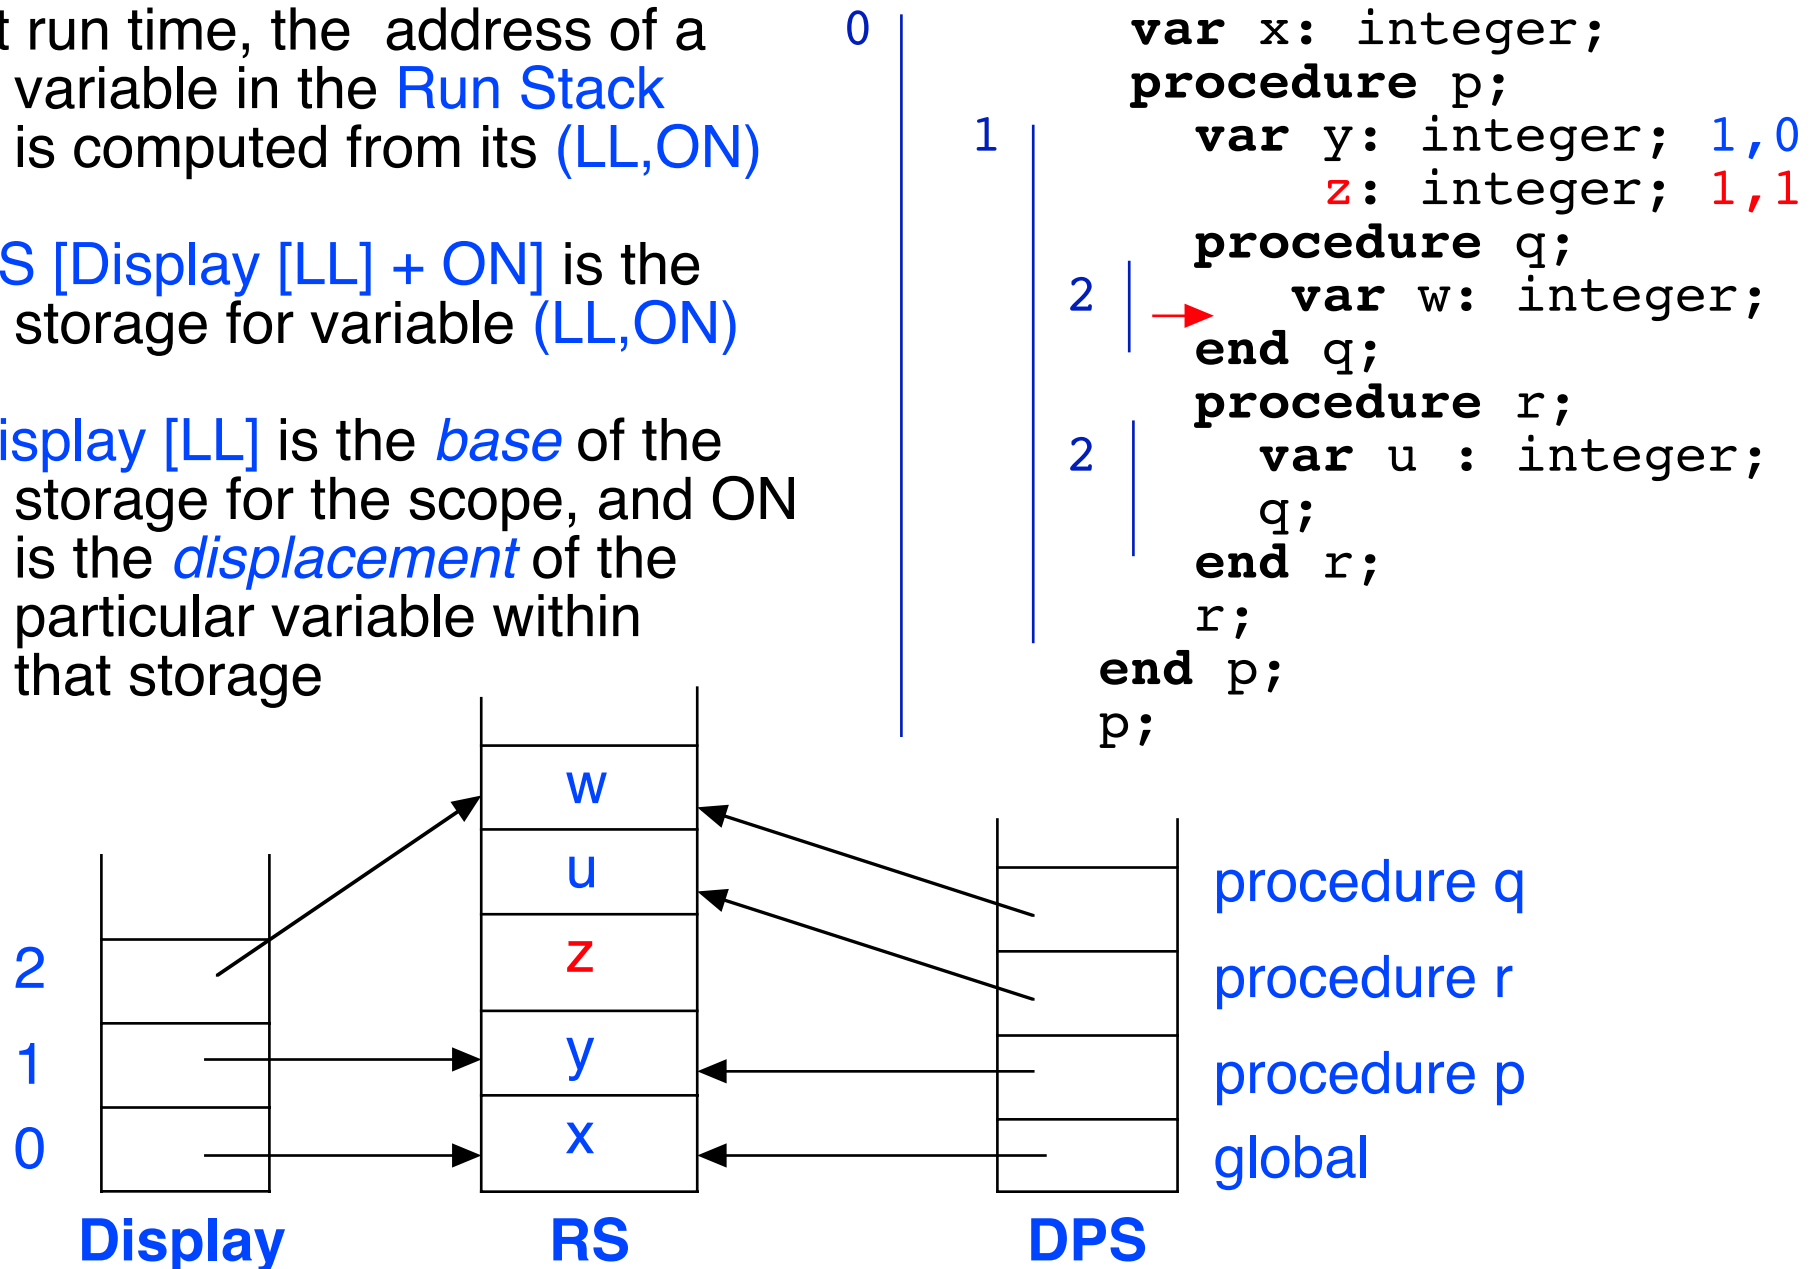 t run time, the address of a
variable in the Run Stack
is computed from its (LL,ON)
S [Display [LL] + ON] is the
storage for variable (LL,ON)
isplay [LL] is the base of the
storage for the scope, and ON
is the displacement of the
particular variable within
that storage
0
var x: integer;
procedure p;
1
var y: integer; 1,0
z: integer; 1,1
procedure q;
2
var w: integer;
end q;
procedure r;
2
var u : integer;
q;
end r;
r;
end p;
p;
2
1
0
Display
w
u
z
y
x
RS
procedure q
procedure r
procedure p
global
DPS